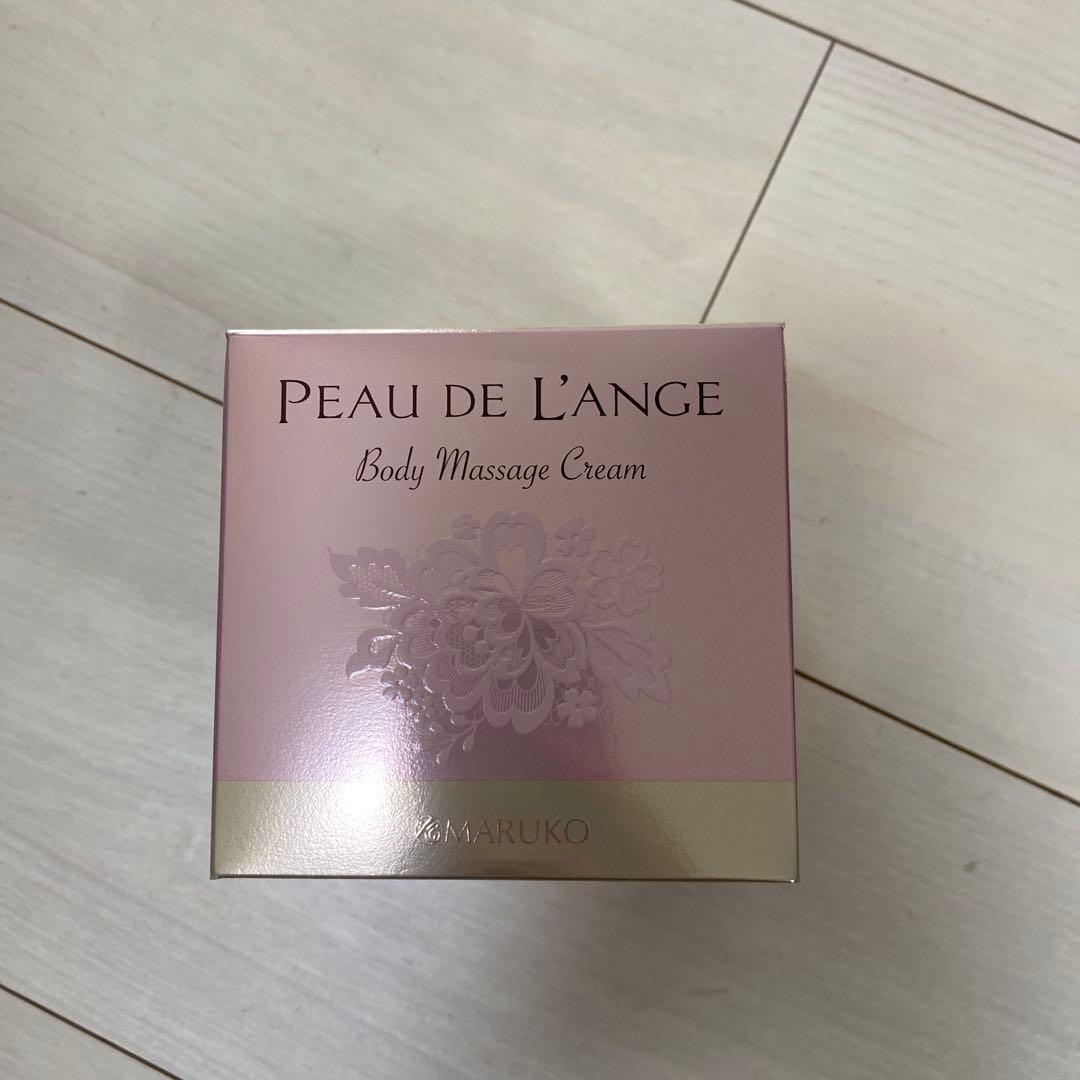 PEAU DE L'ANGE
Body Massage Cream
MARUKO